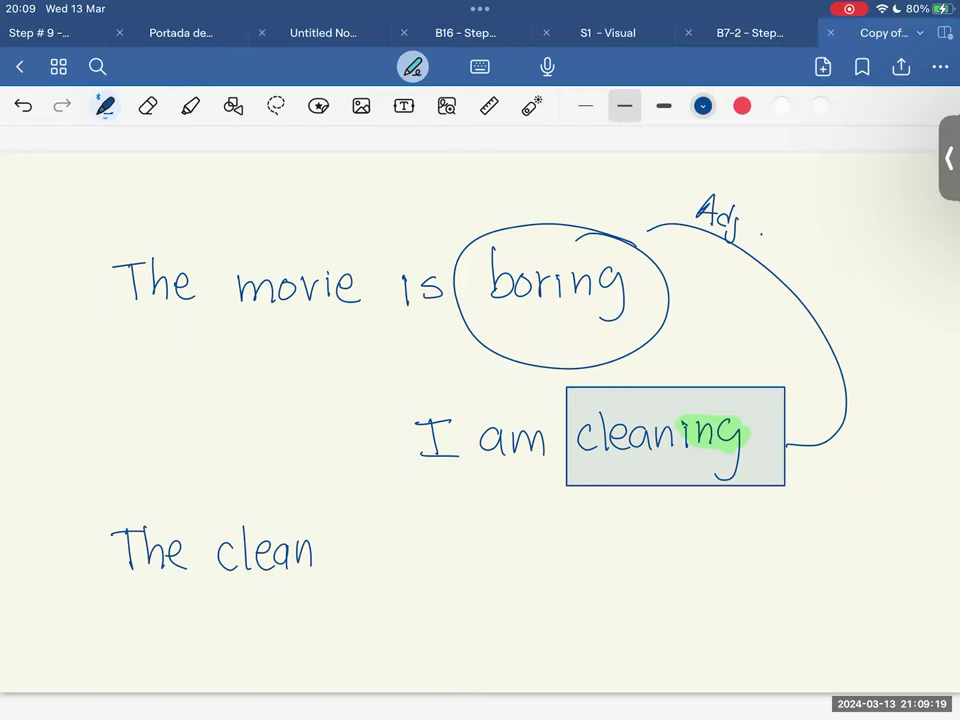 20:09 Wed 13 Mar
80%
Step # 9 -...
Portada de...
Untitled No...
B16 - Step...
S1 - Visual
B7-2 - Step...
Copy of...
Adj.
The movie is boring
I am cleaning
The clean
2024-03-13 21:09:19